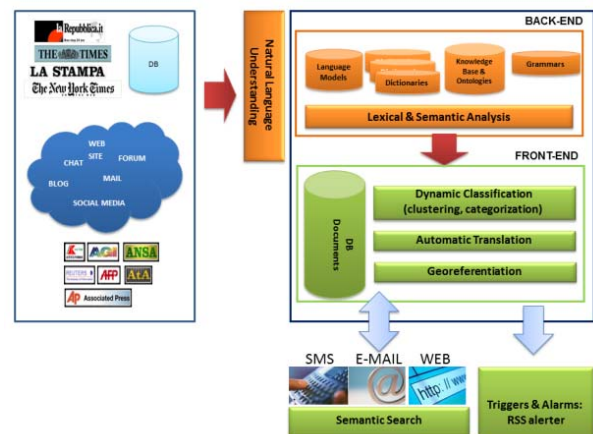 la Repubblica.it
THE TIMES
LA STAMPA
The New York Times
DB
WEB
SITE
FORUM
CHAT
MAIL
BLOG
SOCIAL MEDIA
AGI
ANSA
REUTERS
AFP
AtA
AP Associated Press
Natural Language
Understanding
BACK-END
Language
Models
Dictionaries
Knowledge
Base &
Ontologies
Grammars
Lexical & Semantic Analysis
FRONT-END
DB
Documents
Dynamic Classification
(clustering, categorization)
Automatic Translation
Georeferentiation
SMS
E-MAIL
WEB
@
http://www
Semantic Search
Triggers & Alarms:
RSS alerter